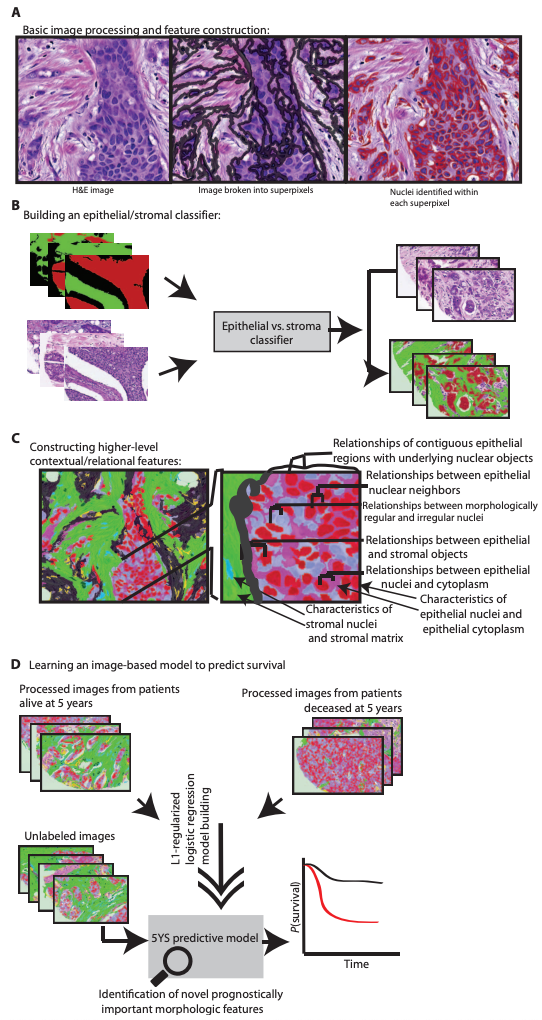 A
Basic image processing and feature construction:
H&E image
Image broken into superpixels
Nuclei identified within
each superpixel
B
Building an epithelial/stromal classifier:
Epithelial vs. stroma
classifier
C
Constructing higher-level
contextual/relational features:
Relationships of contiguous epithelial
regions with underlying nuclear objects
Relationships between epithelial
nuclear neighbors
Relationships between morphologically
regular and irregular nuclei
Relationships between epithelial
and stromal objects
Relationships between epithelial
nuclei and cytoplasm
Characteristics of
stromal nuclei
and stromal matrix
Characteristics of
epithelial nuclei and
epithelial cytoplasm
D
Learning an image-based model to predict survival
Processed images from patients
alive at 5 years
Processed images from patients
deceased at 5 years
L1-regularized
logistic regression
model building
Unlabeled images
5YS predictive model
P(survival)
Time
Identification of novel prognostically
important morphologic features